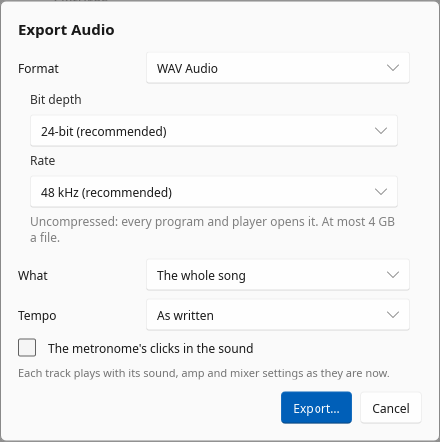 Export Audio
Format
WAV Audio
Bit depth
24-bit (recommended)
Rate
48 kHz (recommended)
Uncompressed: every program and player opens it. At most 4 GB
a file.
What
The whole song
Tempo
As written
The metronome's clicks in the sound
Each track plays with its sound, amp and mixer settings as they are now.
Export...
Cancel